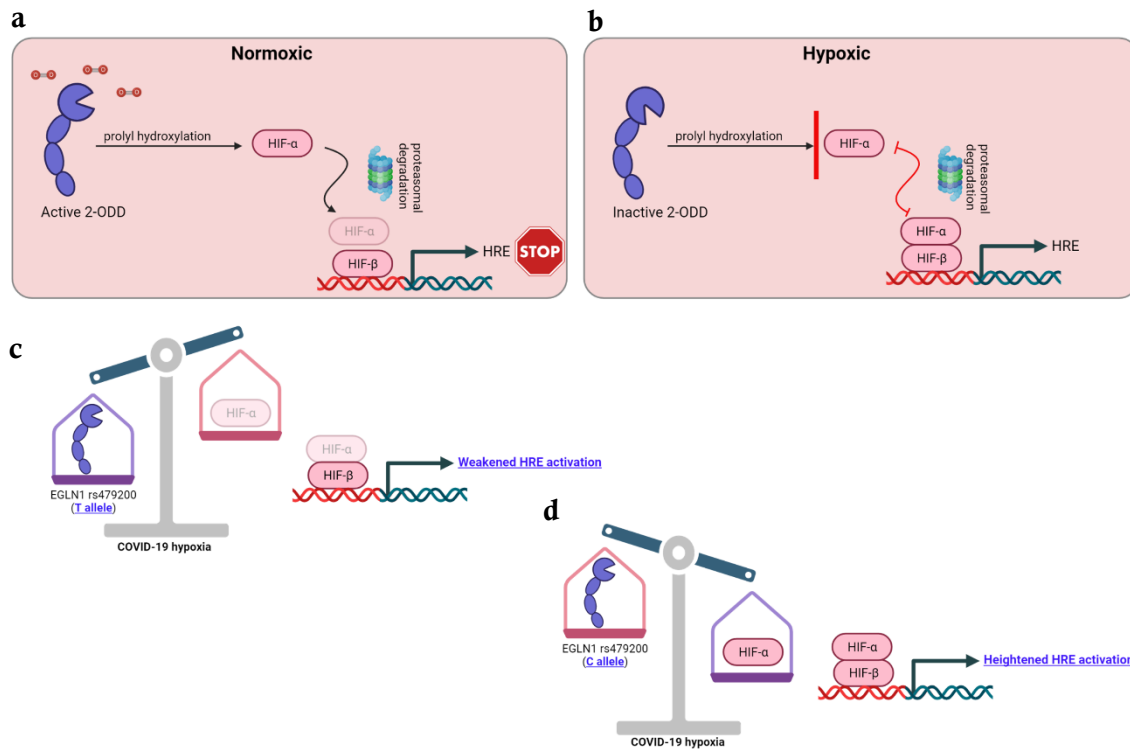 a
Normoxic
O
O
O
O
O
O
prolyl hydroxylation
HIF-α
Active 2-ODD
proteasomal
degradation
HIF-α
HIF-β
HRE
STOP
b
Hypoxic
prolyl hydroxylation
HIF-α
Inactive 2-ODD
proteasomal
degradation
HIF-α
HIF-β
HRE
c
HIF-α
EGLN1 rs479200
(T allele)
COVID-19 hypoxia
HIF-α
HIF-β
Weakened HRE activation
d
EGLN1 rs479200
(C allele)
HIF-α
COVID-19 hypoxia
HIF-α
HIF-β
Heightened HRE activation